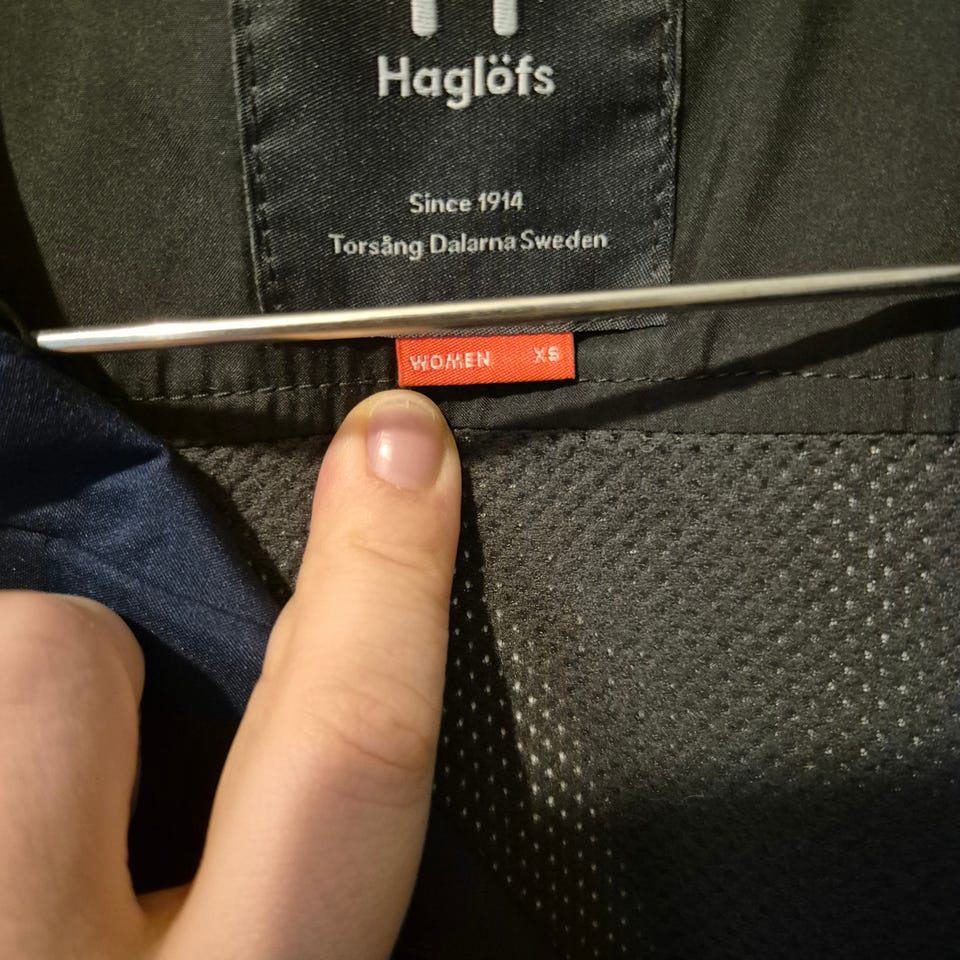 Haglöfs
Since 1914
Torsång Dalarna Sweden
WOMEN XS